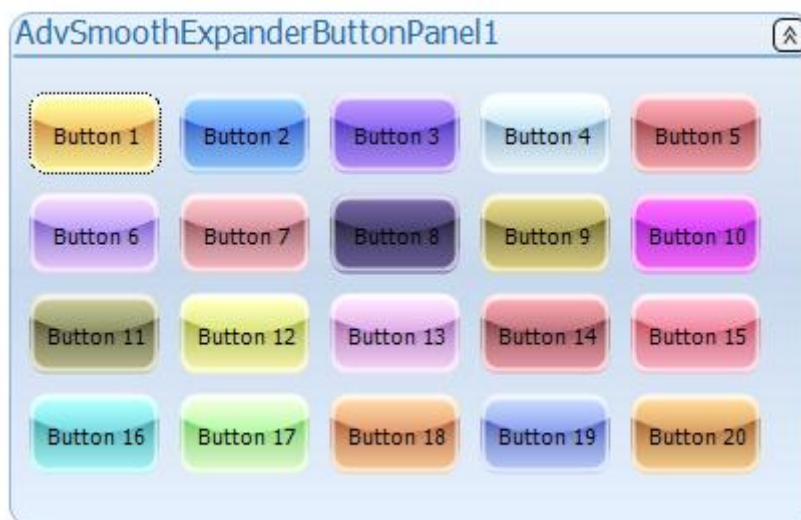 AdvSmoothExpanderButtonPanel1
Button 1 Button 2 Button 3 Button 4 Button 5
Button 6 Button 7 Button 8 Button 9 Button 10
Button 11 Button 12 Button 13 Button 14 Button 15
Button 16 Button 17 Button 18 Button 19 Button 20